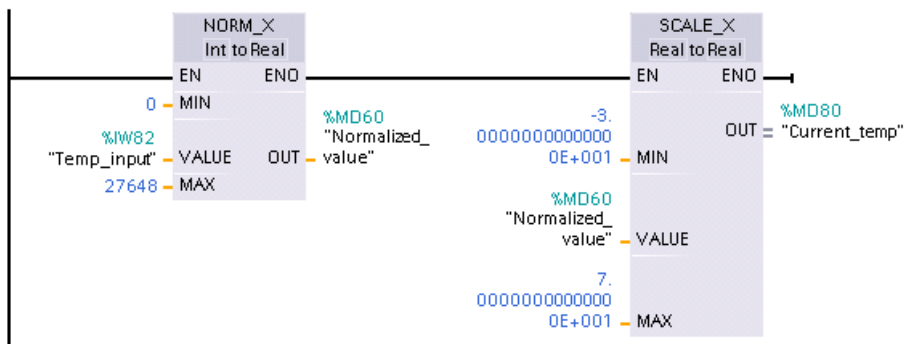 NORM_X
Int to Real
EN ENO
0 MIN
%IW82
"Temp_input" VALUE
27648 MAX
OUT
%MD60
"Normalized_
value"
SCALE_X
Real to Real
EN ENO
-3.
0000000000000
0E+001 MIN
%MD60
"Normalized_
value" VALUE
7.
0000000000000
0E+001 MAX
OUT
%MD80
"Current_temp"